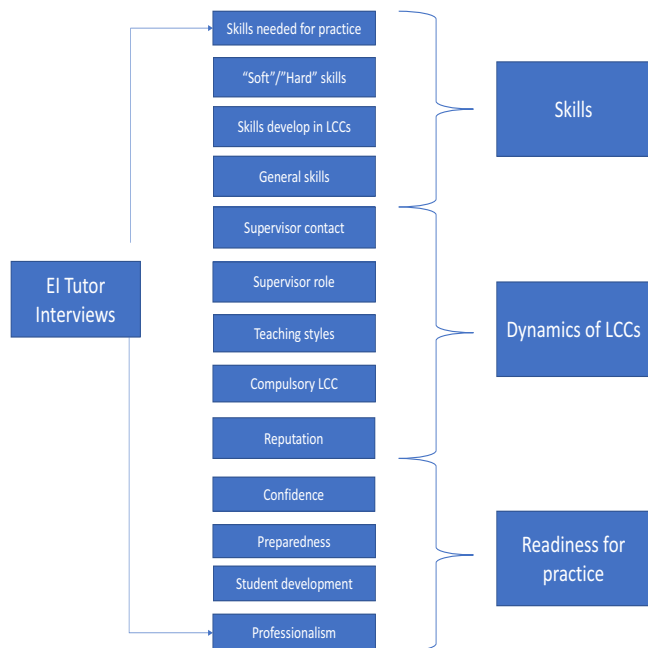 EI Tutor
Interviews
Skills needed for practice
“Soft”/”Hard” skills
Skills develop in LCCs
General skills
Supervisor contact
Supervisor role
Teaching styles
Compulsory LCC
Reputation
Confidence
Preparedness
Student development
Professionalism
Skills
Dynamics of LCCs
Readiness for
practice